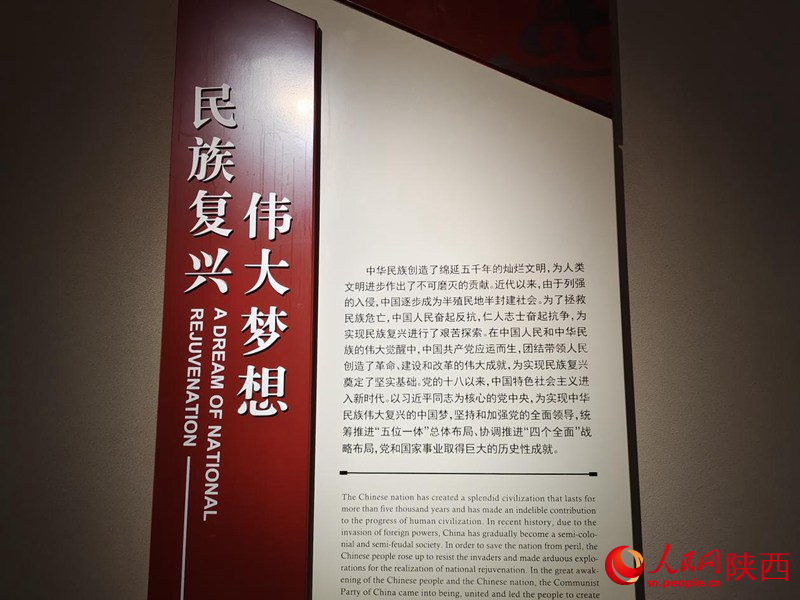 民族复兴
伟大梦想
A DREAM OF NATIONAL
REJUVENATION
中华民族创造了绵延五千年的灿烂文明，为人类
文明进步作出了不可磨灭的贡献。近代以来，由于列强
的入侵，中国逐步成为半殖民地半封建社会。为了拯救
民族危亡，中国人民奋起反抗，仁人志士奋起抗争，为
实现民族复兴进行了艰苦探索。在中国人民和中华民
族的伟大觉醒中，中国共产党应运而生，团结带领人民
创造了革命、建设和改革的伟大成就，为实现民族复兴
奠定了坚实基础。党的十八以来，中国特色社会主义进
入新时代。以习近平同志为核心的党中央，为实现中华
民族伟大复兴的中国梦，坚持和加强党的全面领导，统
筹推进“五位一体”总体布局、协调推进“四个全面”战
略布局，党和国家事业取得巨大的历史性成就。
The Chinese nation has created a splendid civilization that lasts for
more than five thousand years and has made an indelible contribution
to the progress of human civilization. In recent history, due to the
invasion of foreign powers, China has gradually become a semi-colo-
nial and semi-feudal society. In order to save the nation from peril, the
Chinese people rose up to resist the invaders and made arduous explo-
rations for the realization of national rejuvenation. In the great awak-
ening of the Chinese people and the Chinese nation, the Communist
Party of China came into being, united and led the people to create
人民网 陕西
sn.people.cn